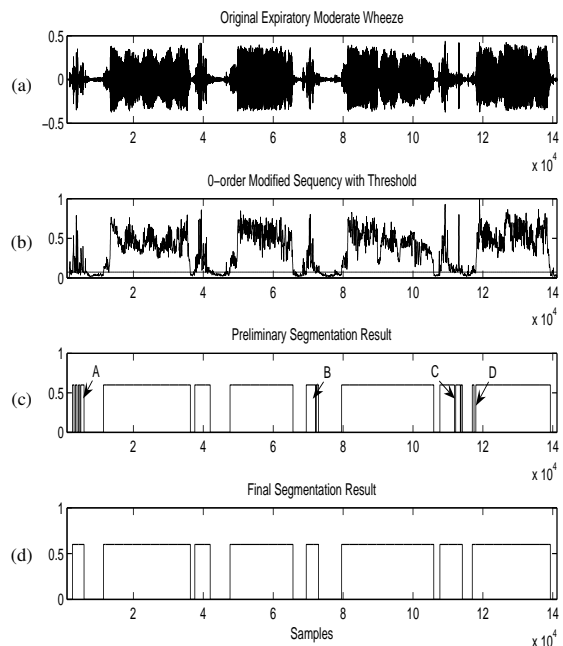 Original Expiratory Moderate Wheeze
0.5
(a) 0
−0.5
2 4 6 8 10 12 14
x 10^4
0−order Modified Sequency with Threshold
1
(b) 0.5
0
2 4 6 8 10 12 14
x 10^4
Preliminary Segmentation Result
1
A B C D
(c) 0.5
0
2 4 6 8 10 12 14
x 10^4
Final Segmentation Result
1
(d) 0.5
0
2 4 6 8 10 12 14
Samples
x 10^4